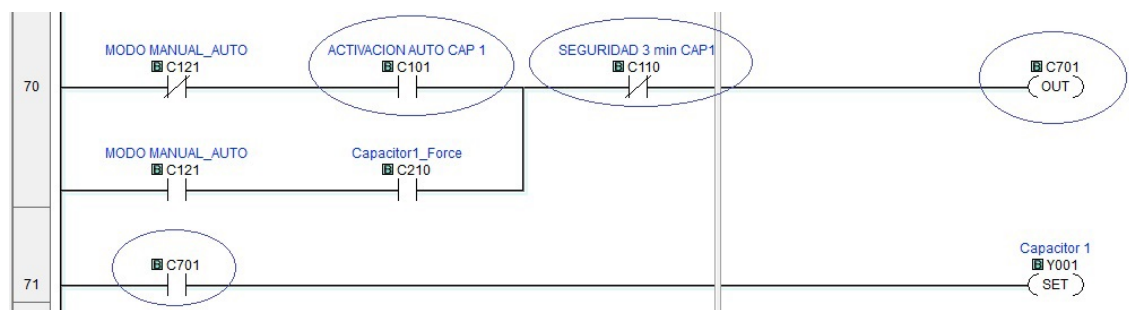 MODO MANUAL_AUTO ACTIVACION AUTO CAP 1 SEGURIDAD 3 min CAP1
B C121 B C101 B C110 B C701
70 OUT
MODO MANUAL_AUTO Capacitor1_Force
B C121 B C210
Capacitor 1
B C701 B Y001
71 SET